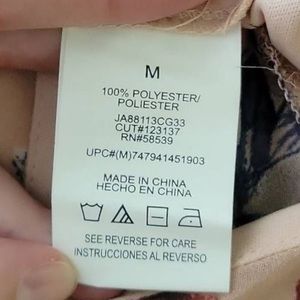 M
100% POLYESTER/
POLIESTER
JA88113CG33
CUT#123137
RN#58539
UPC#(M)747941451903
MADE IN CHINA
HECHO EN CHINA
SEE REVERSE FOR CARE
INSTRUCCIONES AL REVERSO